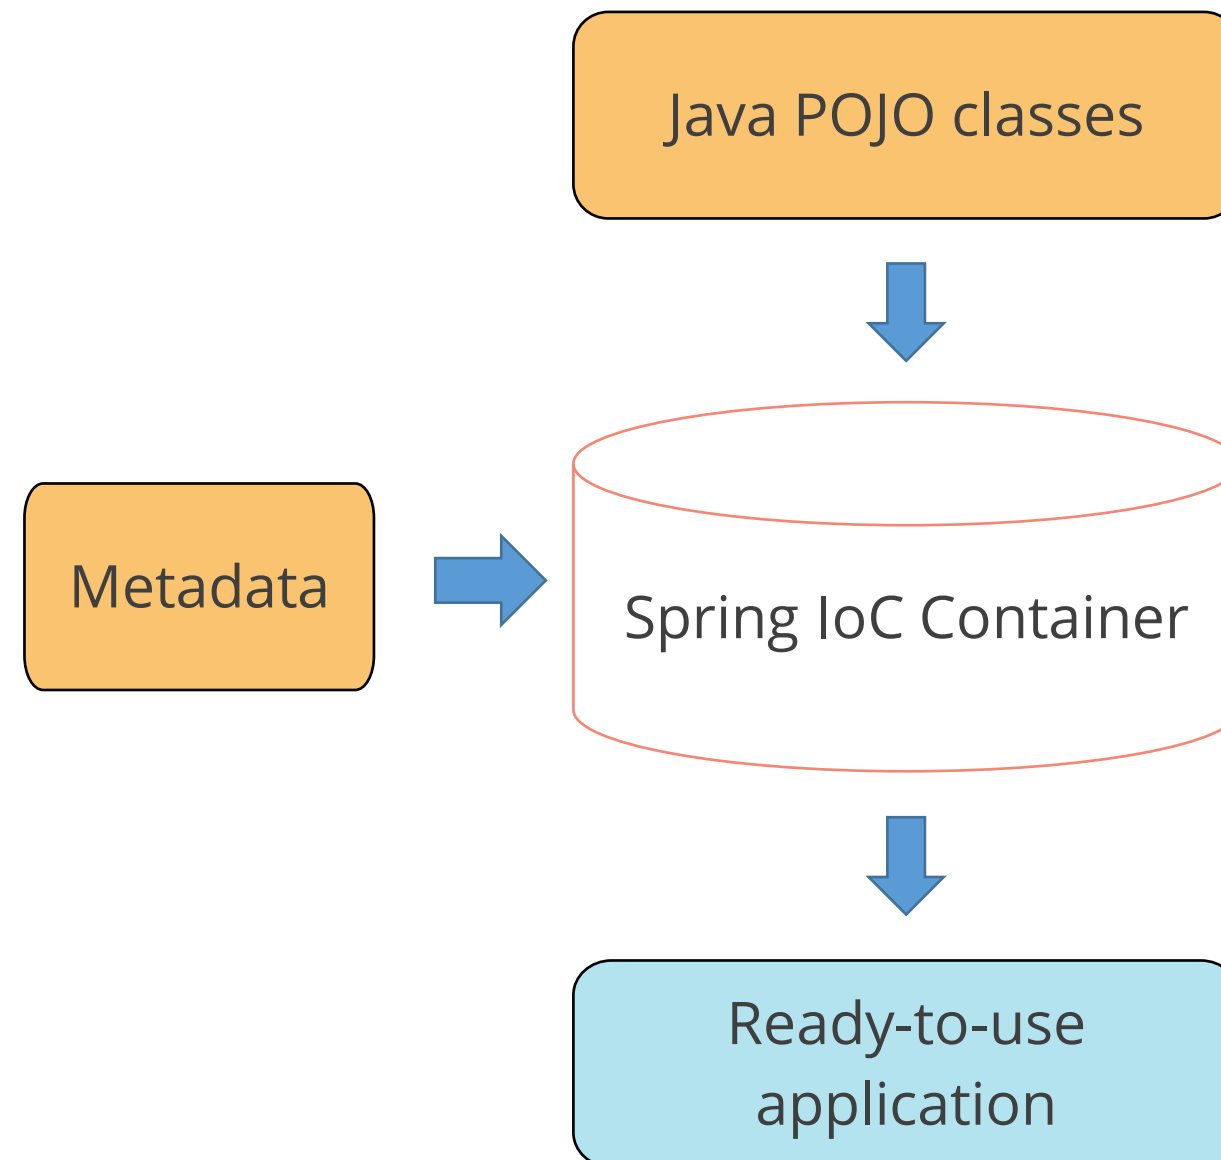 Java POJO classes
Metadata
Spring IoC Container
Ready-to-use
application